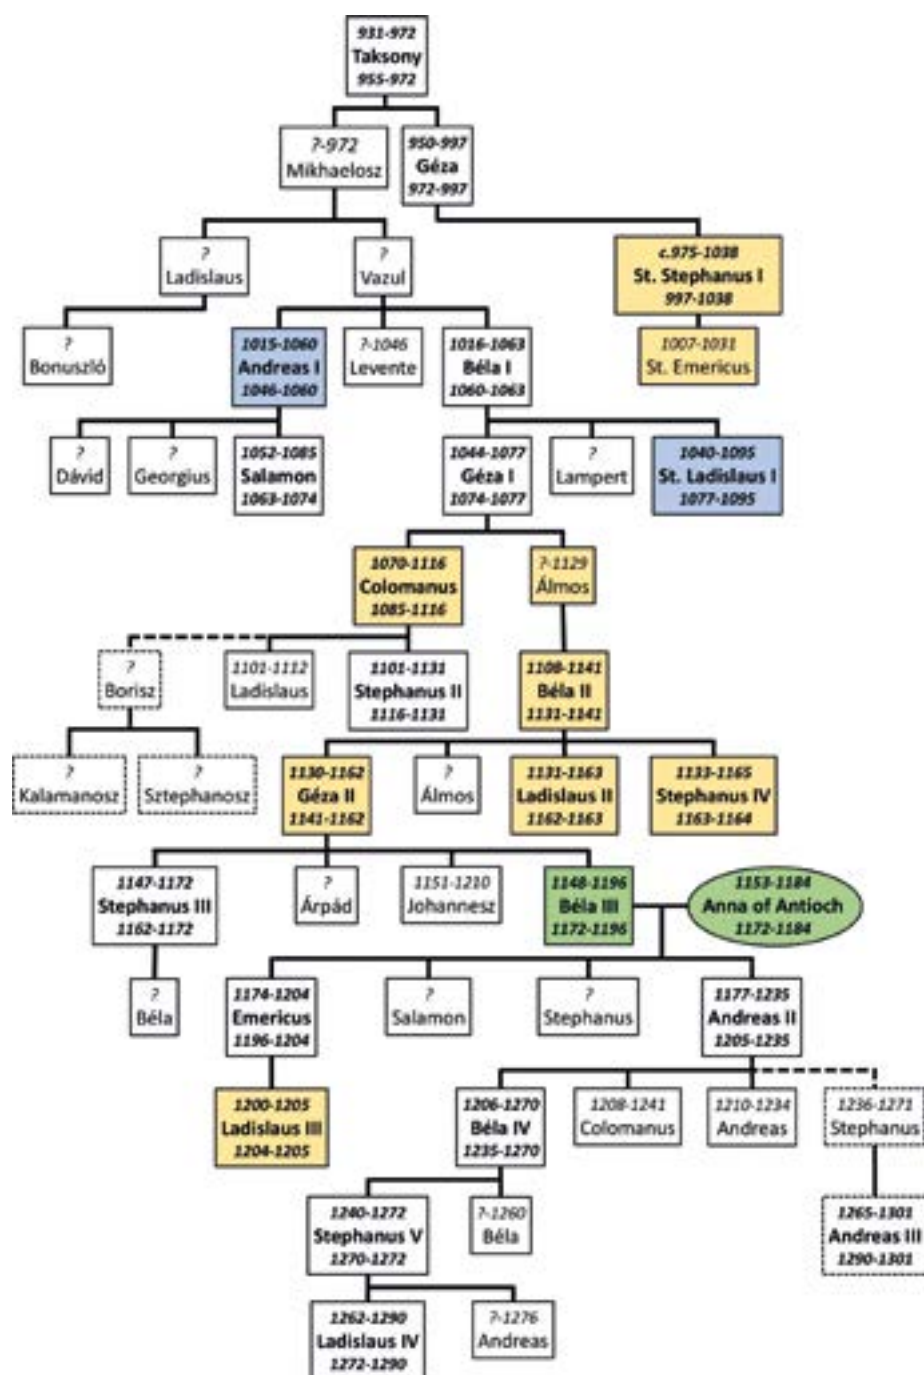 931-972
Taksony
955-972
?-972
Mikhaelosz
950-997
Géza
972-997
?
Ladislaus
?
Vazul
c.975-1038
St. Stephanus I
997-1038
?
Bonuszló
1015-1060
Andreas I
1046-1060
?-1046
Levente
1016-1063
Béla I
1060-1063
1007-1031
St. Emericus
?
Dávid
?
Georgius
1052-1085
Salamon
1063-1074
1044-1077
Géza I
1074-1077
?
Lampert
1040-1095
St. Ladislaus I
1077-1095
1070-1116
Colomanus
1085-1116
?-1129
Álmos
?
Borisz
1101-1112
Ladislaus
1101-1131
Stephanus II
1116-1131
1108-1141
Béla II
1131-1141
?
Kalamanosz
?
Sztephanosz
1130-1162
Géza II
1141-1162
?
Álmos
1131-1163
Ladislaus II
1162-1163
1133-1165
Stephanus IV
1163-1164
1147-1172
Stephanus III
1162-1172
?
Árpád
1151-1210
Johannesz
1148-1196
Béla III
1172-1196
1153-1184
Anna of Antioch
1172-1184
?
Béla
1174-1204
Emericus
1196-1204
?
Salamon
?
Stephanus
1177-1235
Andreas II
1205-1235
1200-1205
Ladislaus III
1204-1205
1206-1270
Béla IV
1235-1270
1208-1241
Colomanus
1210-1234
Andreas
1236-1271
Stephanus
1240-1272
Stephanus V
1270-1272
?-1260
Béla
1265-1301
Andreas III
1290-1301
1262-1290
Ladislaus IV
1272-1290
?-1276
Andreas